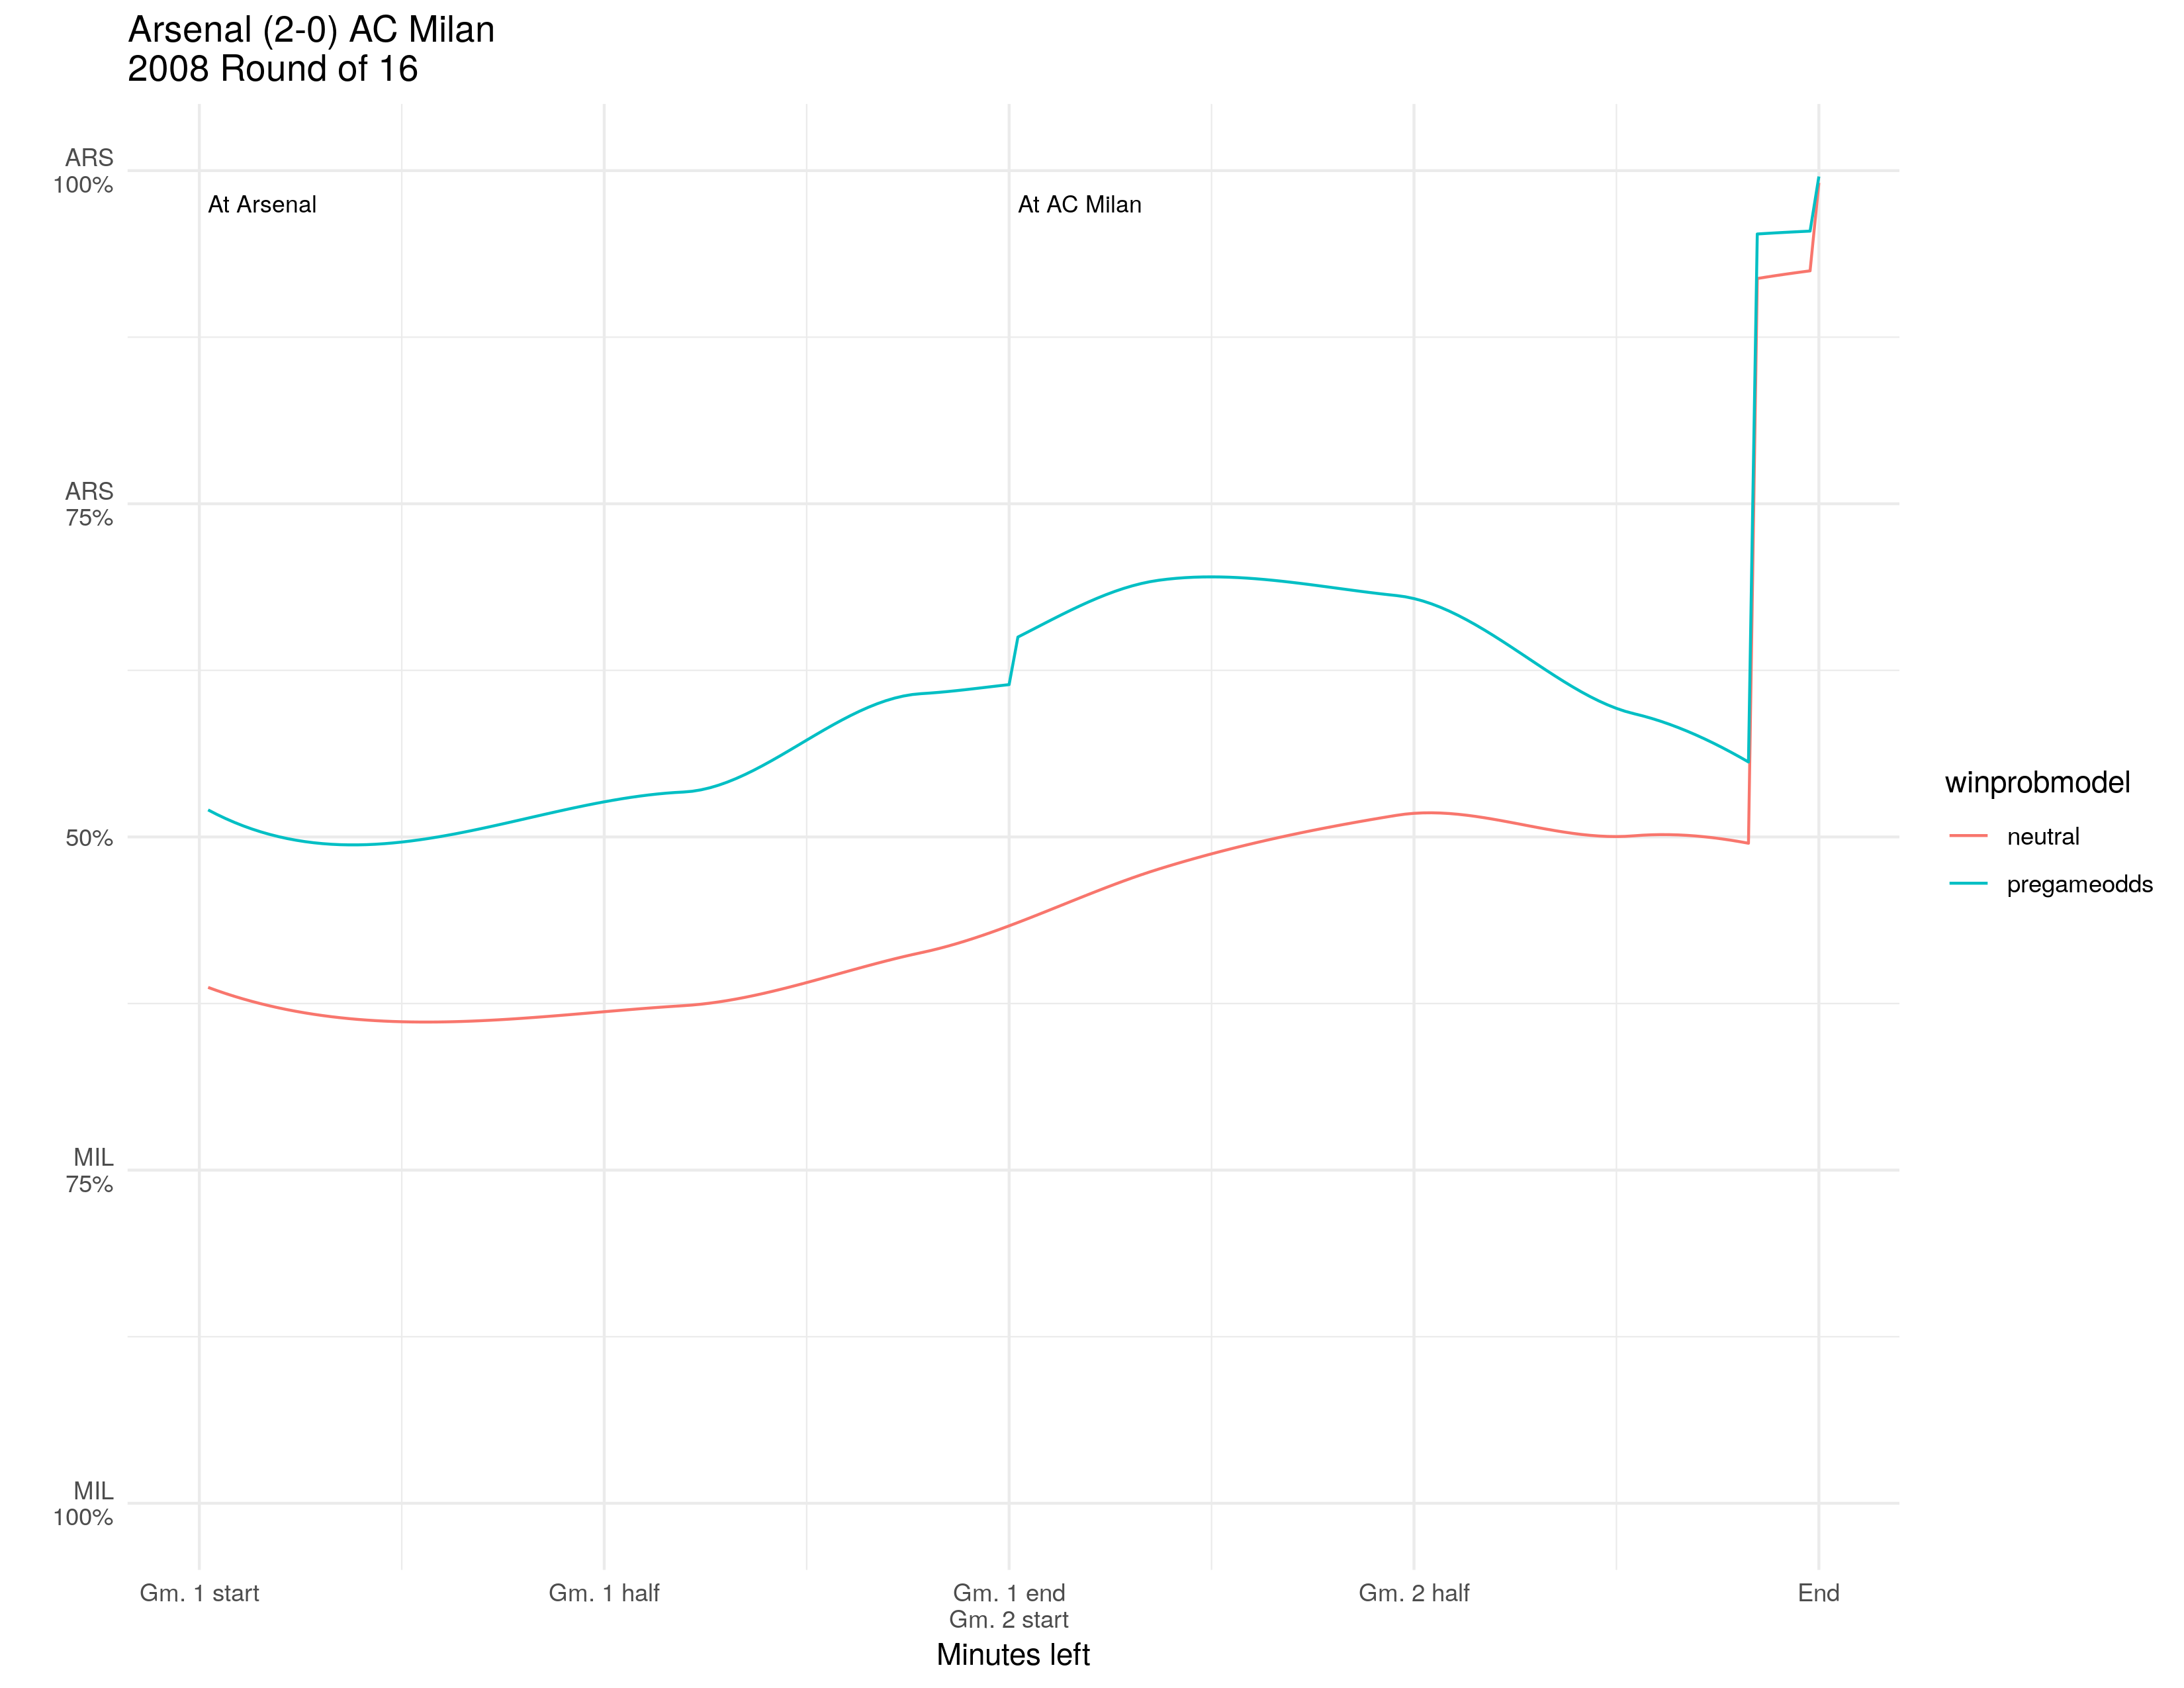 Arsenal (2-0) AC Milan
2008 Round of 16
ARS
100%
At Arsenal
At AC Milan
ARS
75%
50%
MIL
75%
MIL
100%
winprobmodel
neutral
pregameodds
Gm. 1 start
Gm. 1 half
Gm. 1 end
Gm. 2 start
Gm. 2 half
End
Minutes left